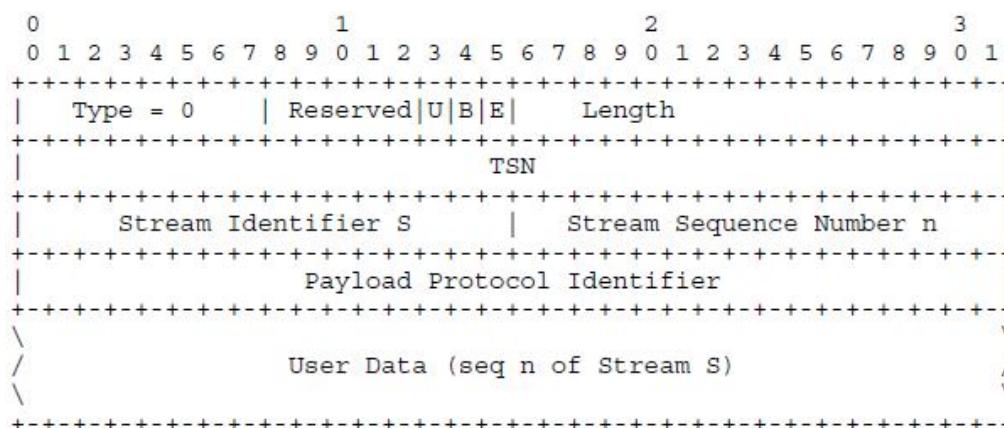 0                   1                   2                   3
0 1 2 3 4 5 6 7 8 9 0 1 2 3 4 5 6 7 8 9 0 1 2 3 4 5 6 7 8 9 0 1
+-+-+-+-+-+-+-+-+-+-+-+-+-+-+-+-+-+-+-+-+-+-+-+-+-+-+-+-+-+-+-+-
|   Type = 0    | Reserved|U|B|E|    Length
+-+-+-+-+-+-+-+-+-+-+-+-+-+-+-+-+-+-+-+-+-+-+-+-+-+-+-+-+-+-+-+-
|                              TSN
+-+-+-+-+-+-+-+-+-+-+-+-+-+-+-+-+-+-+-+-+-+-+-+-+-+-+-+-+-+-+-+-
|      Stream Identifier S      |   Stream Sequence Number n
+-+-+-+-+-+-+-+-+-+-+-+-+-+-+-+-+-+-+-+-+-+-+-+-+-+-+-+-+-+-+-+-
|                  Payload Protocol Identifier
+-+-+-+-+-+-+-+-+-+-+-+-+-+-+-+-+-+-+-+-+-+-+-+-+-+-+-+-+-+-+-+-
\                                                               \
/                 User Data (seq n of Stream S)                 /
\                                                               \
+-+-+-+-+-+-+-+-+-+-+-+-+-+-+-+-+-+-+-+-+-+-+-+-+-+-+-+-+-+-+-+-